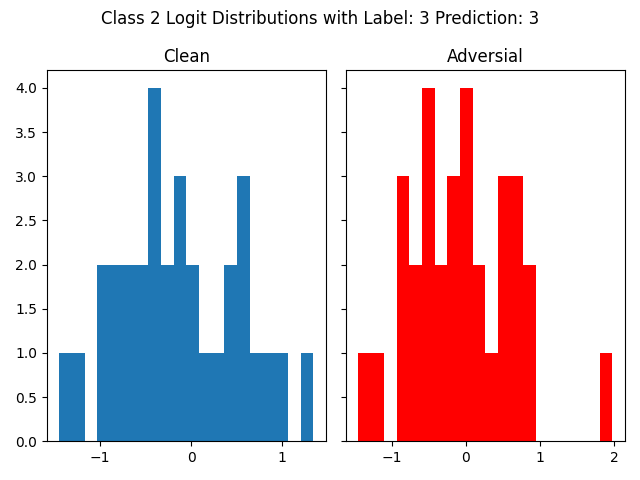 Class 2 Logit Distributions with Label: 3 Prediction: 3
Clean
Adversial
4.0
3.5
3.0
2.5
2.0
1.5
1.0
0.5
0.0
−1 0 1
−1 0 1 2